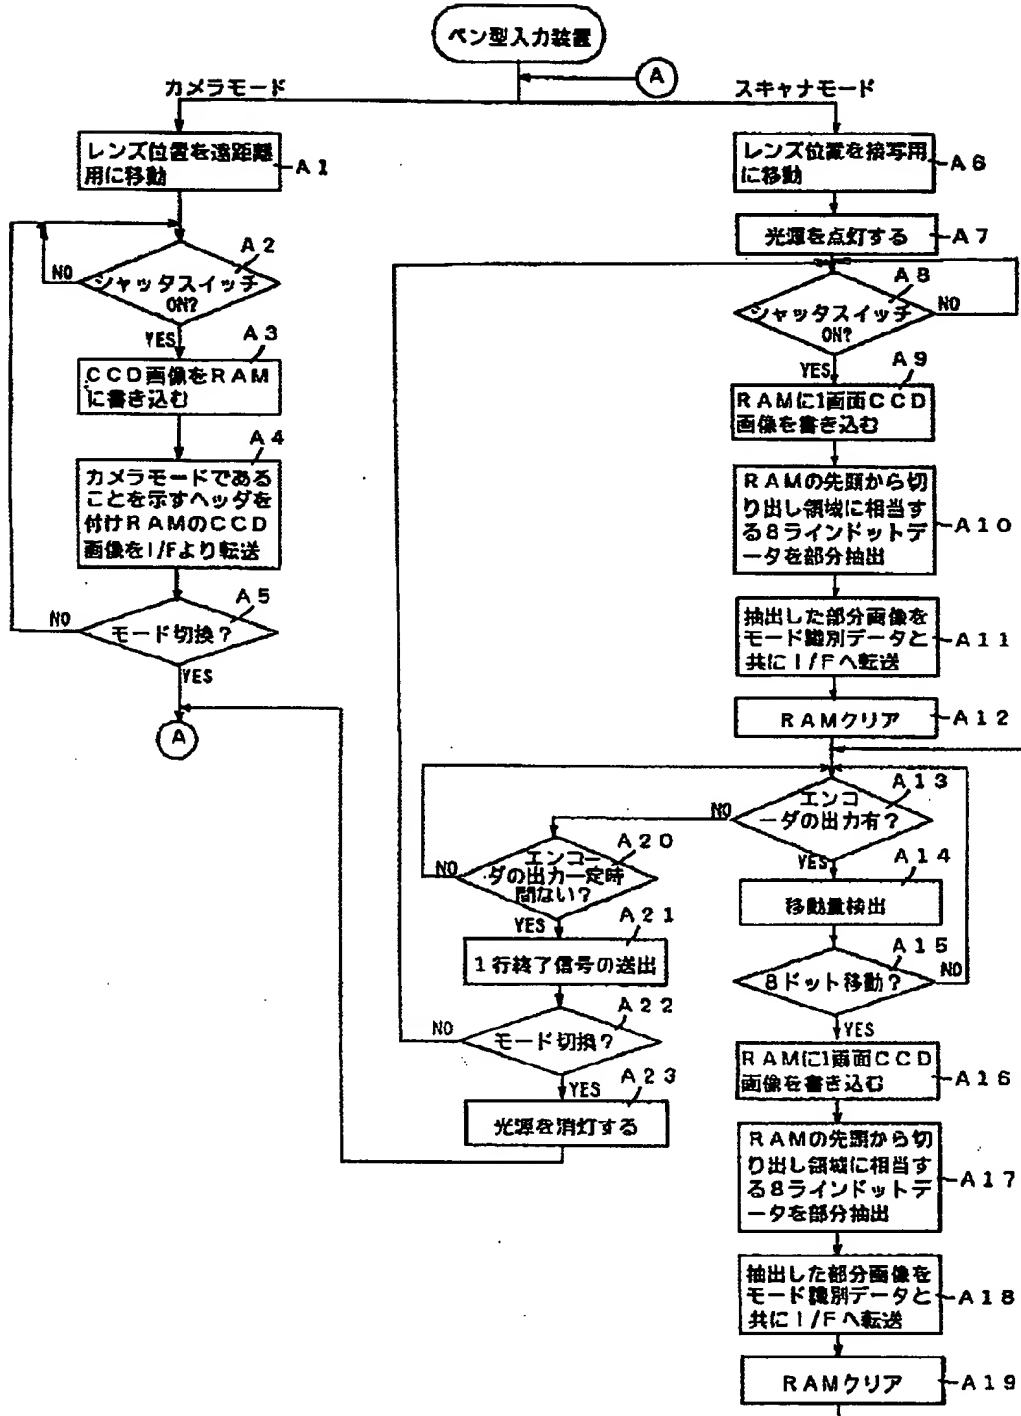 ペン型入力装置
A
カメラモード
スキャナモード
レンズ位置を遠距離
用に移動
A1
A2
NO
シャッタスイッチ
ON?
YES
A3
CCD画像をRAM
に書き込む
A4
カメラモードである
ことを示すヘッダを
付けRAMのCCD
画像をI/Fより転送
A5
NO
モード切換?
YES
A
レンズ位置を接写用
に移動
A6
光源を点灯する
A7
A8
シャッタスイッチ
ON?
NO
YES
A9
RAMに1画面CCD
画像を書き込む
RAMの先頭から切
り出し領域に相当す
る8ラインドットデ
ータを部分抽出
A10
抽出した部分画像を
モード識別データと
共にI/Fへ転送
A11
RAMクリア
A12
A13
エンコ
ーダの出力有?
NO
YES
A14
移動量検出
A15
8ドット移動?
NO
YES
RAMに1画面CCD
画像を書き込む
A16
RAMの先頭から切
り出し領域に相当す
る8ラインドットデ
ータを部分抽出
A17
抽出した部分画像を
モード識別データと
共にI/Fへ転送
A18
RAMクリア
A19
A20
エンコー
ダの出力一定時
間ない?
NO
YES
A21
1行終了信号の送出
A22
モード切換?
NO
YES
A23
光源を消灯する